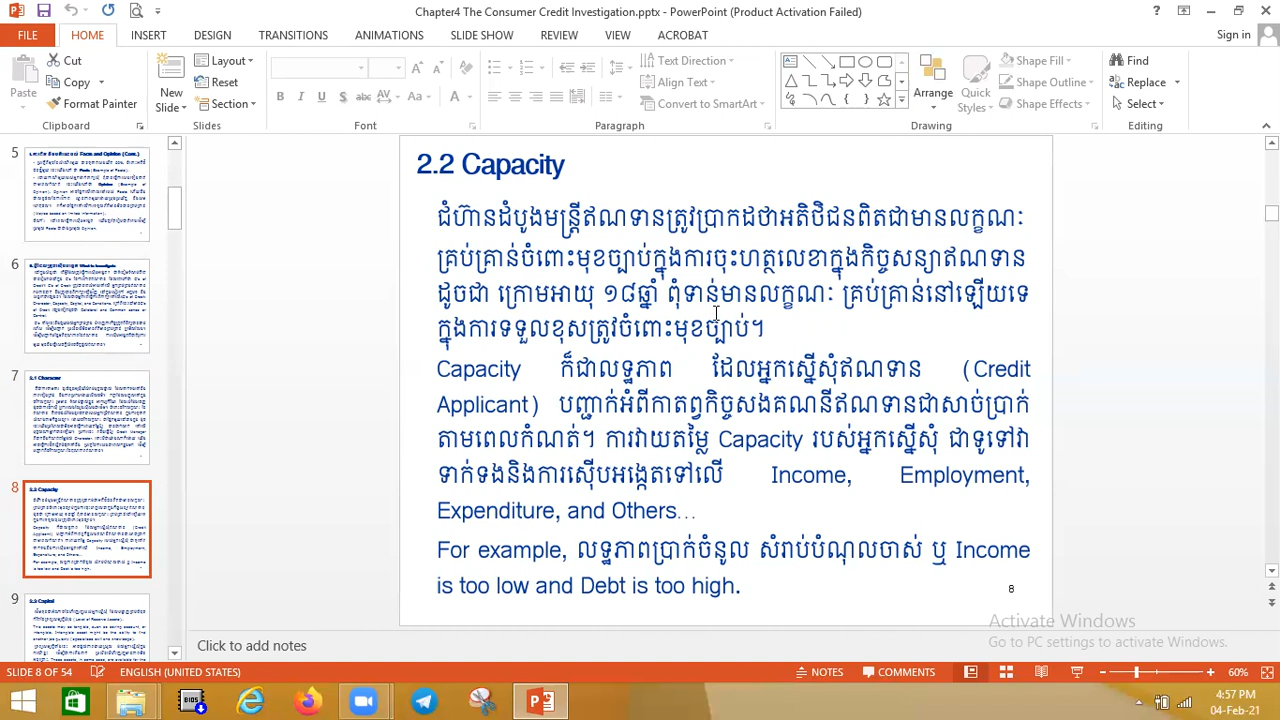 Chapter4 The Consumer Credit Investigation.pptx - PowerPoint (Product Activation Failed)
FILE HOME INSERT DESIGN TRANSITIONS ANIMATIONS SLIDE SHOW REVIEW VIEW ACROBAT Sign in
Cut Layout Text Direction Shape Fill Find
Copy Reset Align Text Shape Outline Replace
Paste Format Painter New Slide Section Convert to SmartArt Arrange Quick Styles Shape Effects Select
Clipboard Slides Font Paragraph Drawing Editing
5
6
7
8
9
2.2 Capacity
ជំហ៊ានដំបូងមន្ត្រីឥណទានត្រូវប្រាកដថាអតិថិជនពិតជាមានលក្ខណៈ
គ្រប់គ្រាន់ចំពោះមុខច្បាប់ក្នុងការចុះហត្ថលេខាក្នុងកិច្ចសន្យាឥណទាន
ដូចជា ក្រោមអាយុ ១៨ឆ្នាំ ពុំទាន់មានលក្ខណៈ គ្រប់គ្រាន់នៅឡើយទេ
ក្នុងការទទួលខុសត្រូវចំពោះមុខច្បាប់។
Capacity ក៏ជាលទ្ធភាព ដែលអ្នកស្នើសុំឥណទាន (Credit
Applicant) បញ្ជាក់អំពីកាតព្វកិច្ចសងគណនីឥណទានជាសាច់ប្រាក់
តាមពេលកំណត់។ ការវាយតម្លៃ Capacity របស់អ្នកស្នើសុំ ជាទូទៅវា
ទាក់ទងនិងការស៊ើបអង្កេតទៅលើ Income, Employment,
Expenditure, and Others...
For example, លទ្ធភាពប្រាក់ចំនូល សំរាប់បំណុលចាស់ ឬ Income
is too low and Debt is too high.
8
Activate Windows
Go to PC settings to activate Windows.
Click to add notes
SLIDE 8 OF 54 ENGLISH (UNITED STATES) NOTES COMMENTS 60%
4:57 PM
04-Feb-21